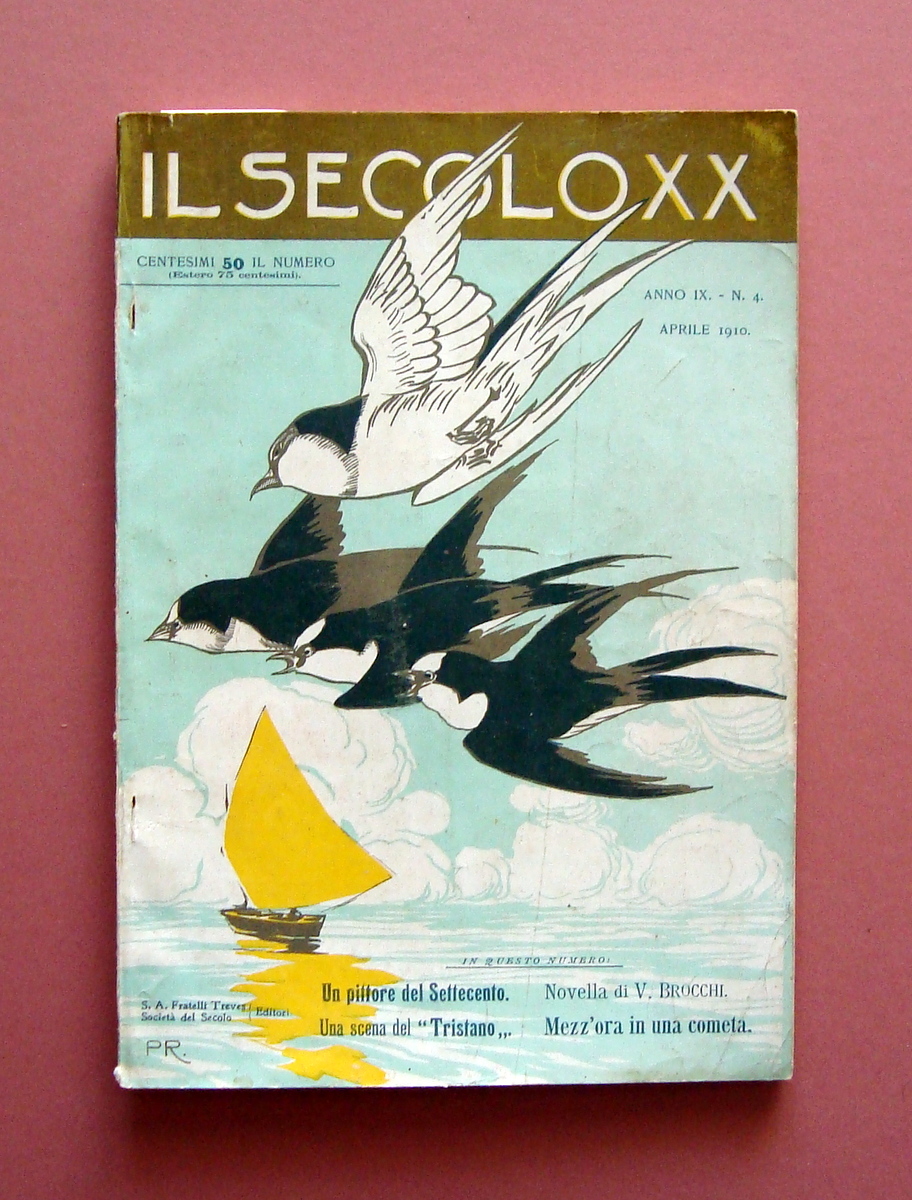 IL SECOLO XX
CENTESIMI 50 IL NUMERO
(Estero 75 centesimi).
ANNO IX. - N. 4.
APRILE 1910.
IN QUESTO NUMERO:
Un pittore del Settecento.
Novella di V. BROCCHI.
Una scena del "Tristano„.
Mezz'ora in una cometa.
S. A. Fratelli Treves
Società del Secolo
Editori
PR.